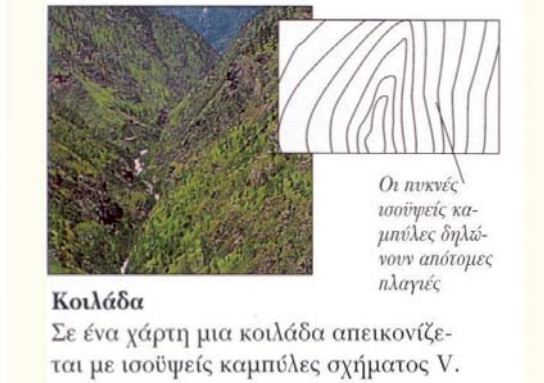 Οι πυκνές
ισοϋψείς κα-
μπύλες δηλώ-
νουν απότομες
πλαγιές
Κοιλάδα
Σε ένα χάρτη μια κοιλάδα απεικονίζε-
ται με ισοϋψείς καμπύλες σχήματος V.